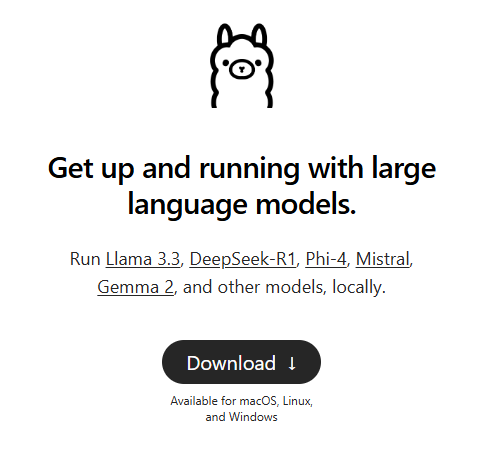 Get up and running with large
language models.
Run Llama 3.3, DeepSeek-R1, Phi-4, Mistral,
Gemma 2, and other models, locally.
Download ↓
Available for macOS, Linux,
and Windows